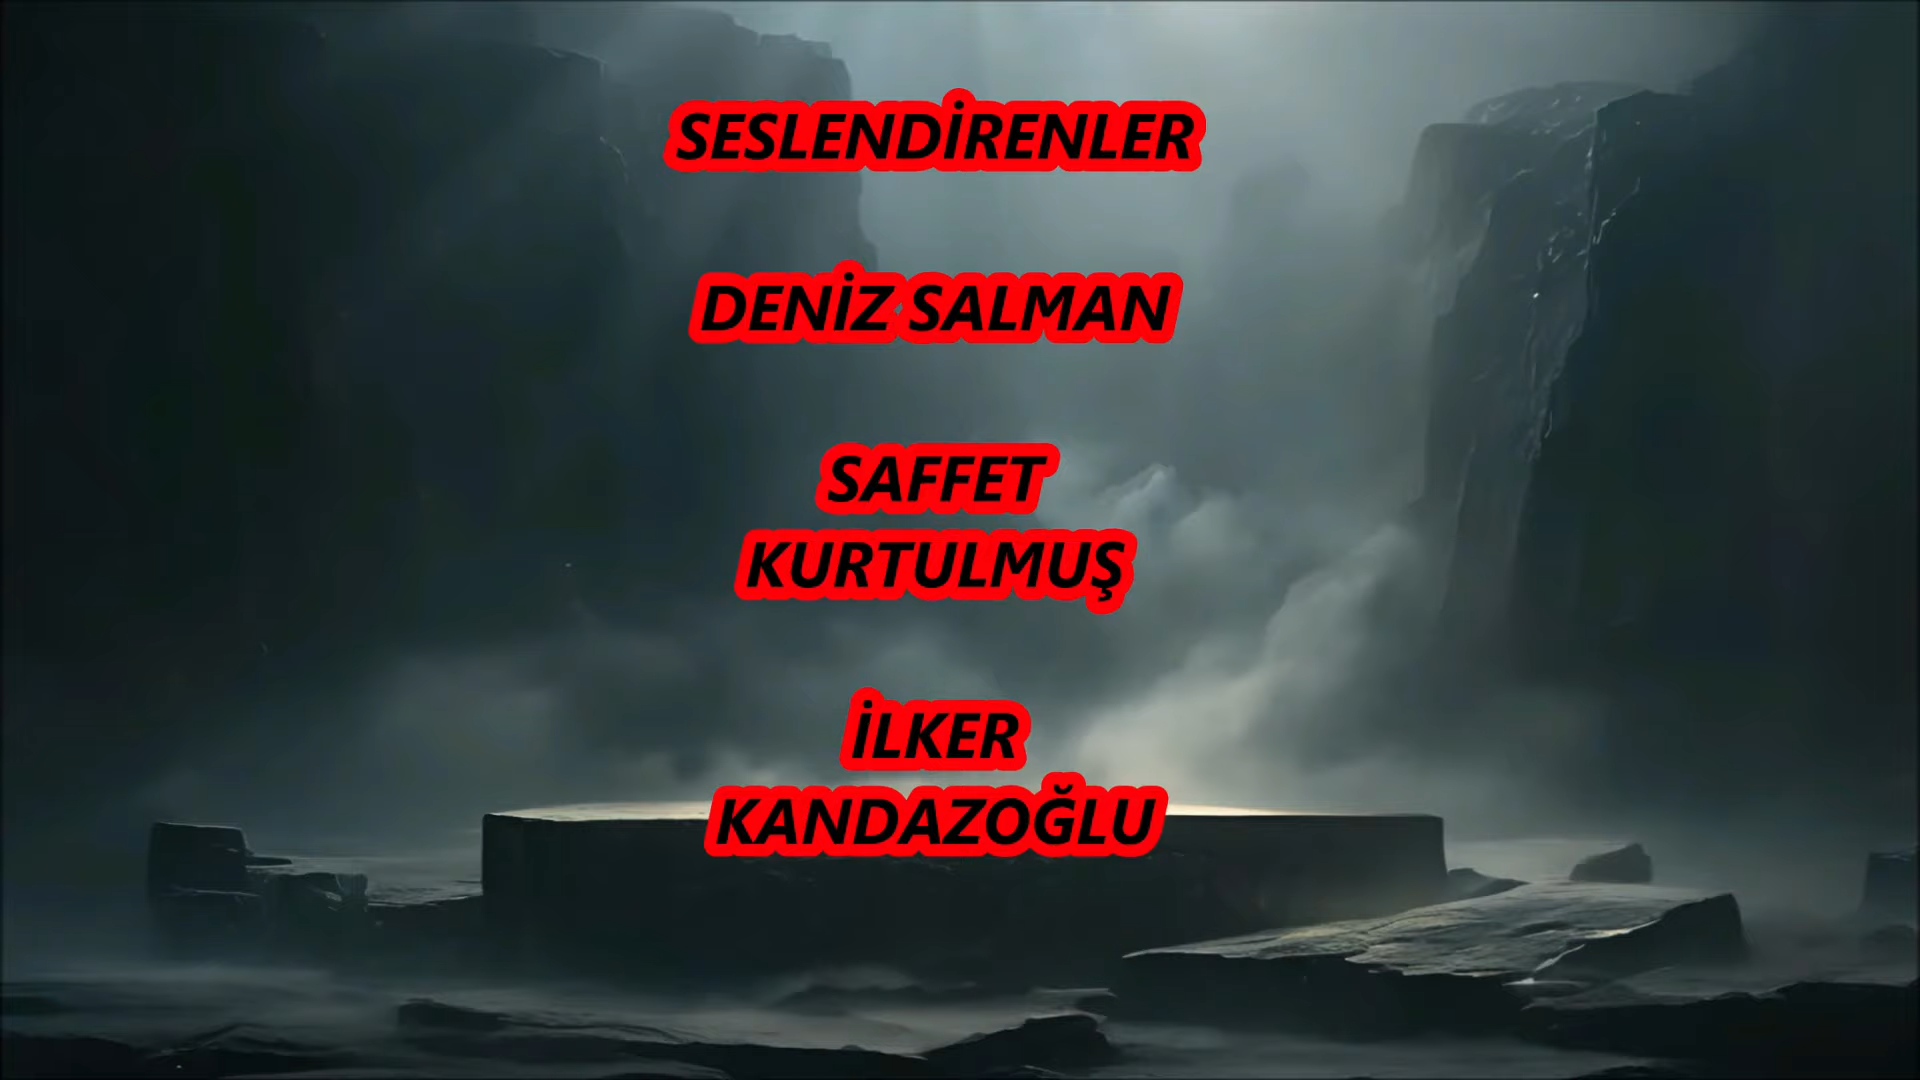 SESLENDİRENLER
DENİZ SALMAN
SAFFET
KURTULMUŞ
İLKER
KANDAZOĞLU